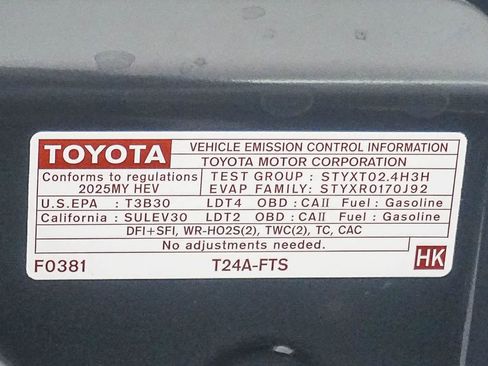 TOYOTA VEHICLE EMISSION CONTROL INFORMATION
TOYOTA MOTOR CORPORATION
Conforms to regulations TEST GROUP : STYXT02.4H3H
2025MY HEV EVAP FAMILY: STYXR0170J92
U.S.EPA : T3B30 LDT4 OBD : CAII Fuel : Gasoline
California : SULEV30 LDT2 OBD : CAII Fuel : Gasoline
DFI+SFI, WR-HO2S(2), TWC(2), TC, CAC
No adjustments needed.
F0381 T24A-FTS HK